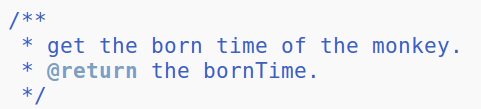 /**
 * get the born time of the monkey.
 * @return the bornTime.
 */